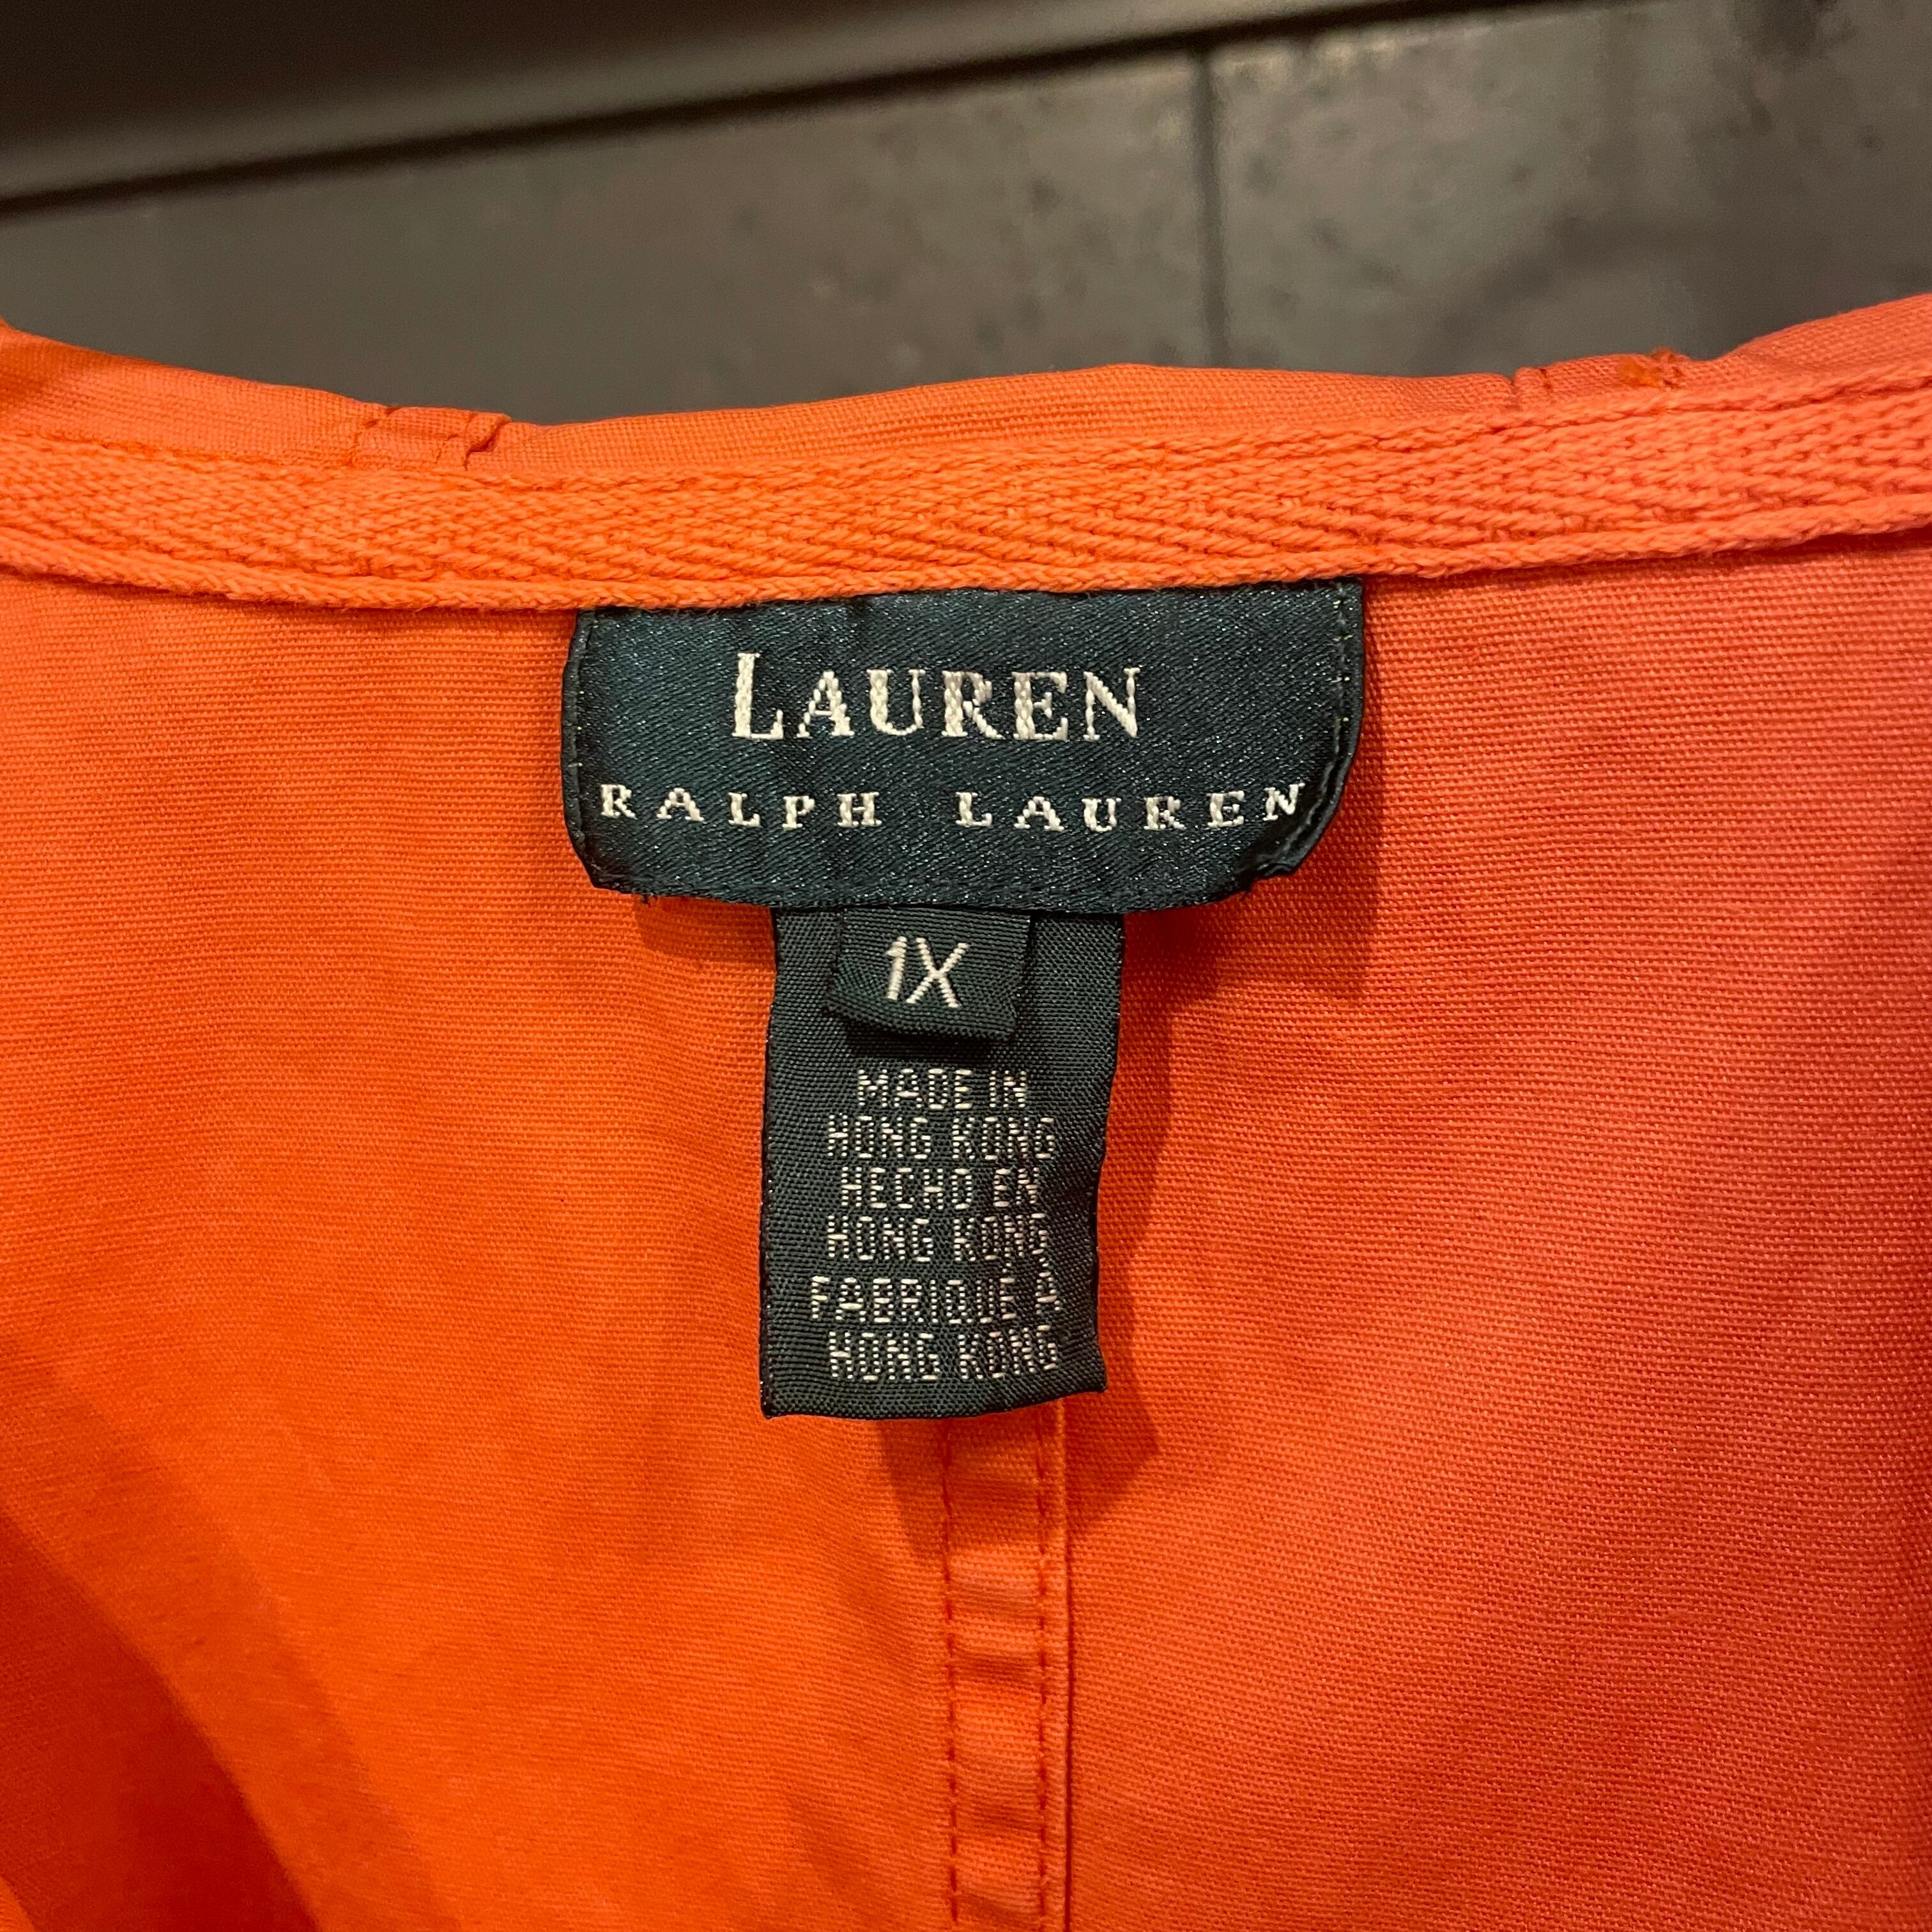 LAUREN
RALPH LAUREN
1X
MADE IN
HONG KONG
HECHO EN
HONG KONG
FABRIQUÉ À
HONG KONG